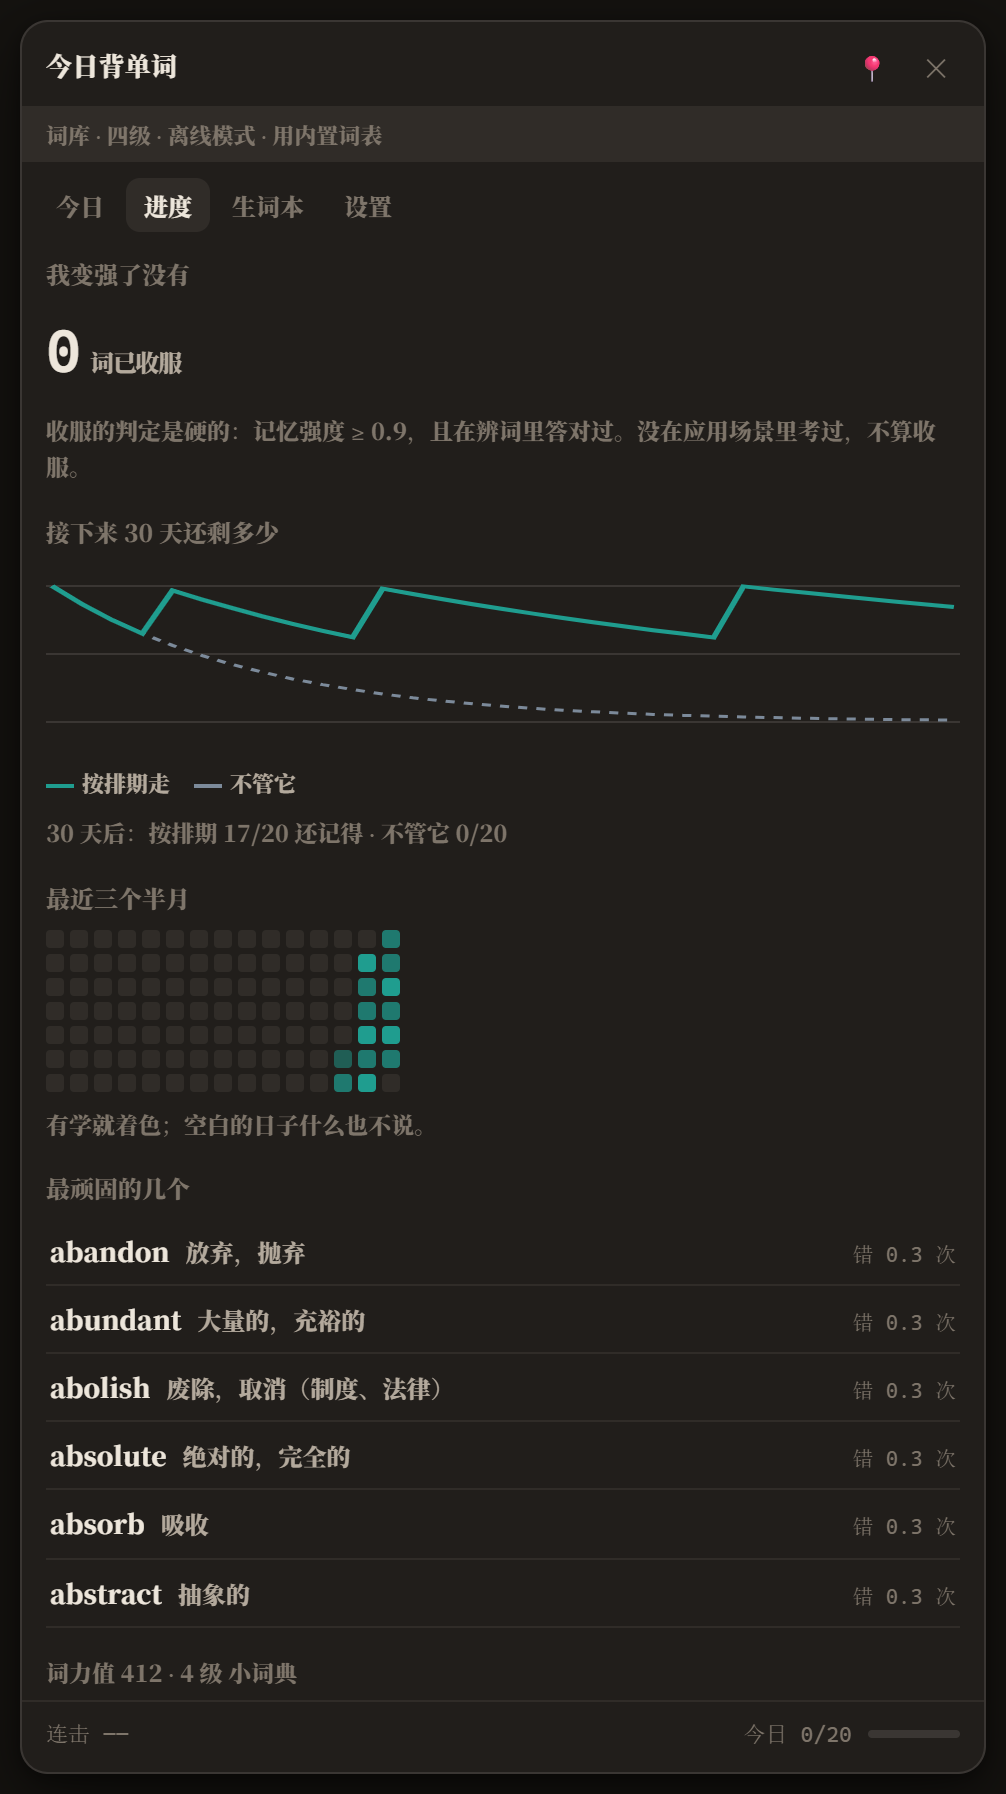 今日背单词
词库 · 四级 · 离线模式 · 用内置词表
今日 进度 生词本 设置
我变强了没有
0 词已收服
收服的判定是硬的：记忆强度 ≥ 0.9，且在辨词里答对过。没在应用场景里考过，不算收
服。
接下来 30 天还剩多少
按排期走 不管它
30 天后：按排期 17/20 还记得 · 不管它 0/20
最近三个半月
有学就着色；空白的日子什么也不说。
最顽固的几个
abandon 放弃，抛弃 错 0.3 次
abundant 大量的，充裕的 错 0.3 次
abolish 废除，取消（制度、法律） 错 0.3 次
absolute 绝对的，完全的 错 0.3 次
absorb 吸收 错 0.3 次
abstract 抽象的 错 0.3 次
词力值 412 · 4 级 小词典
连击 —— 今日 0/20